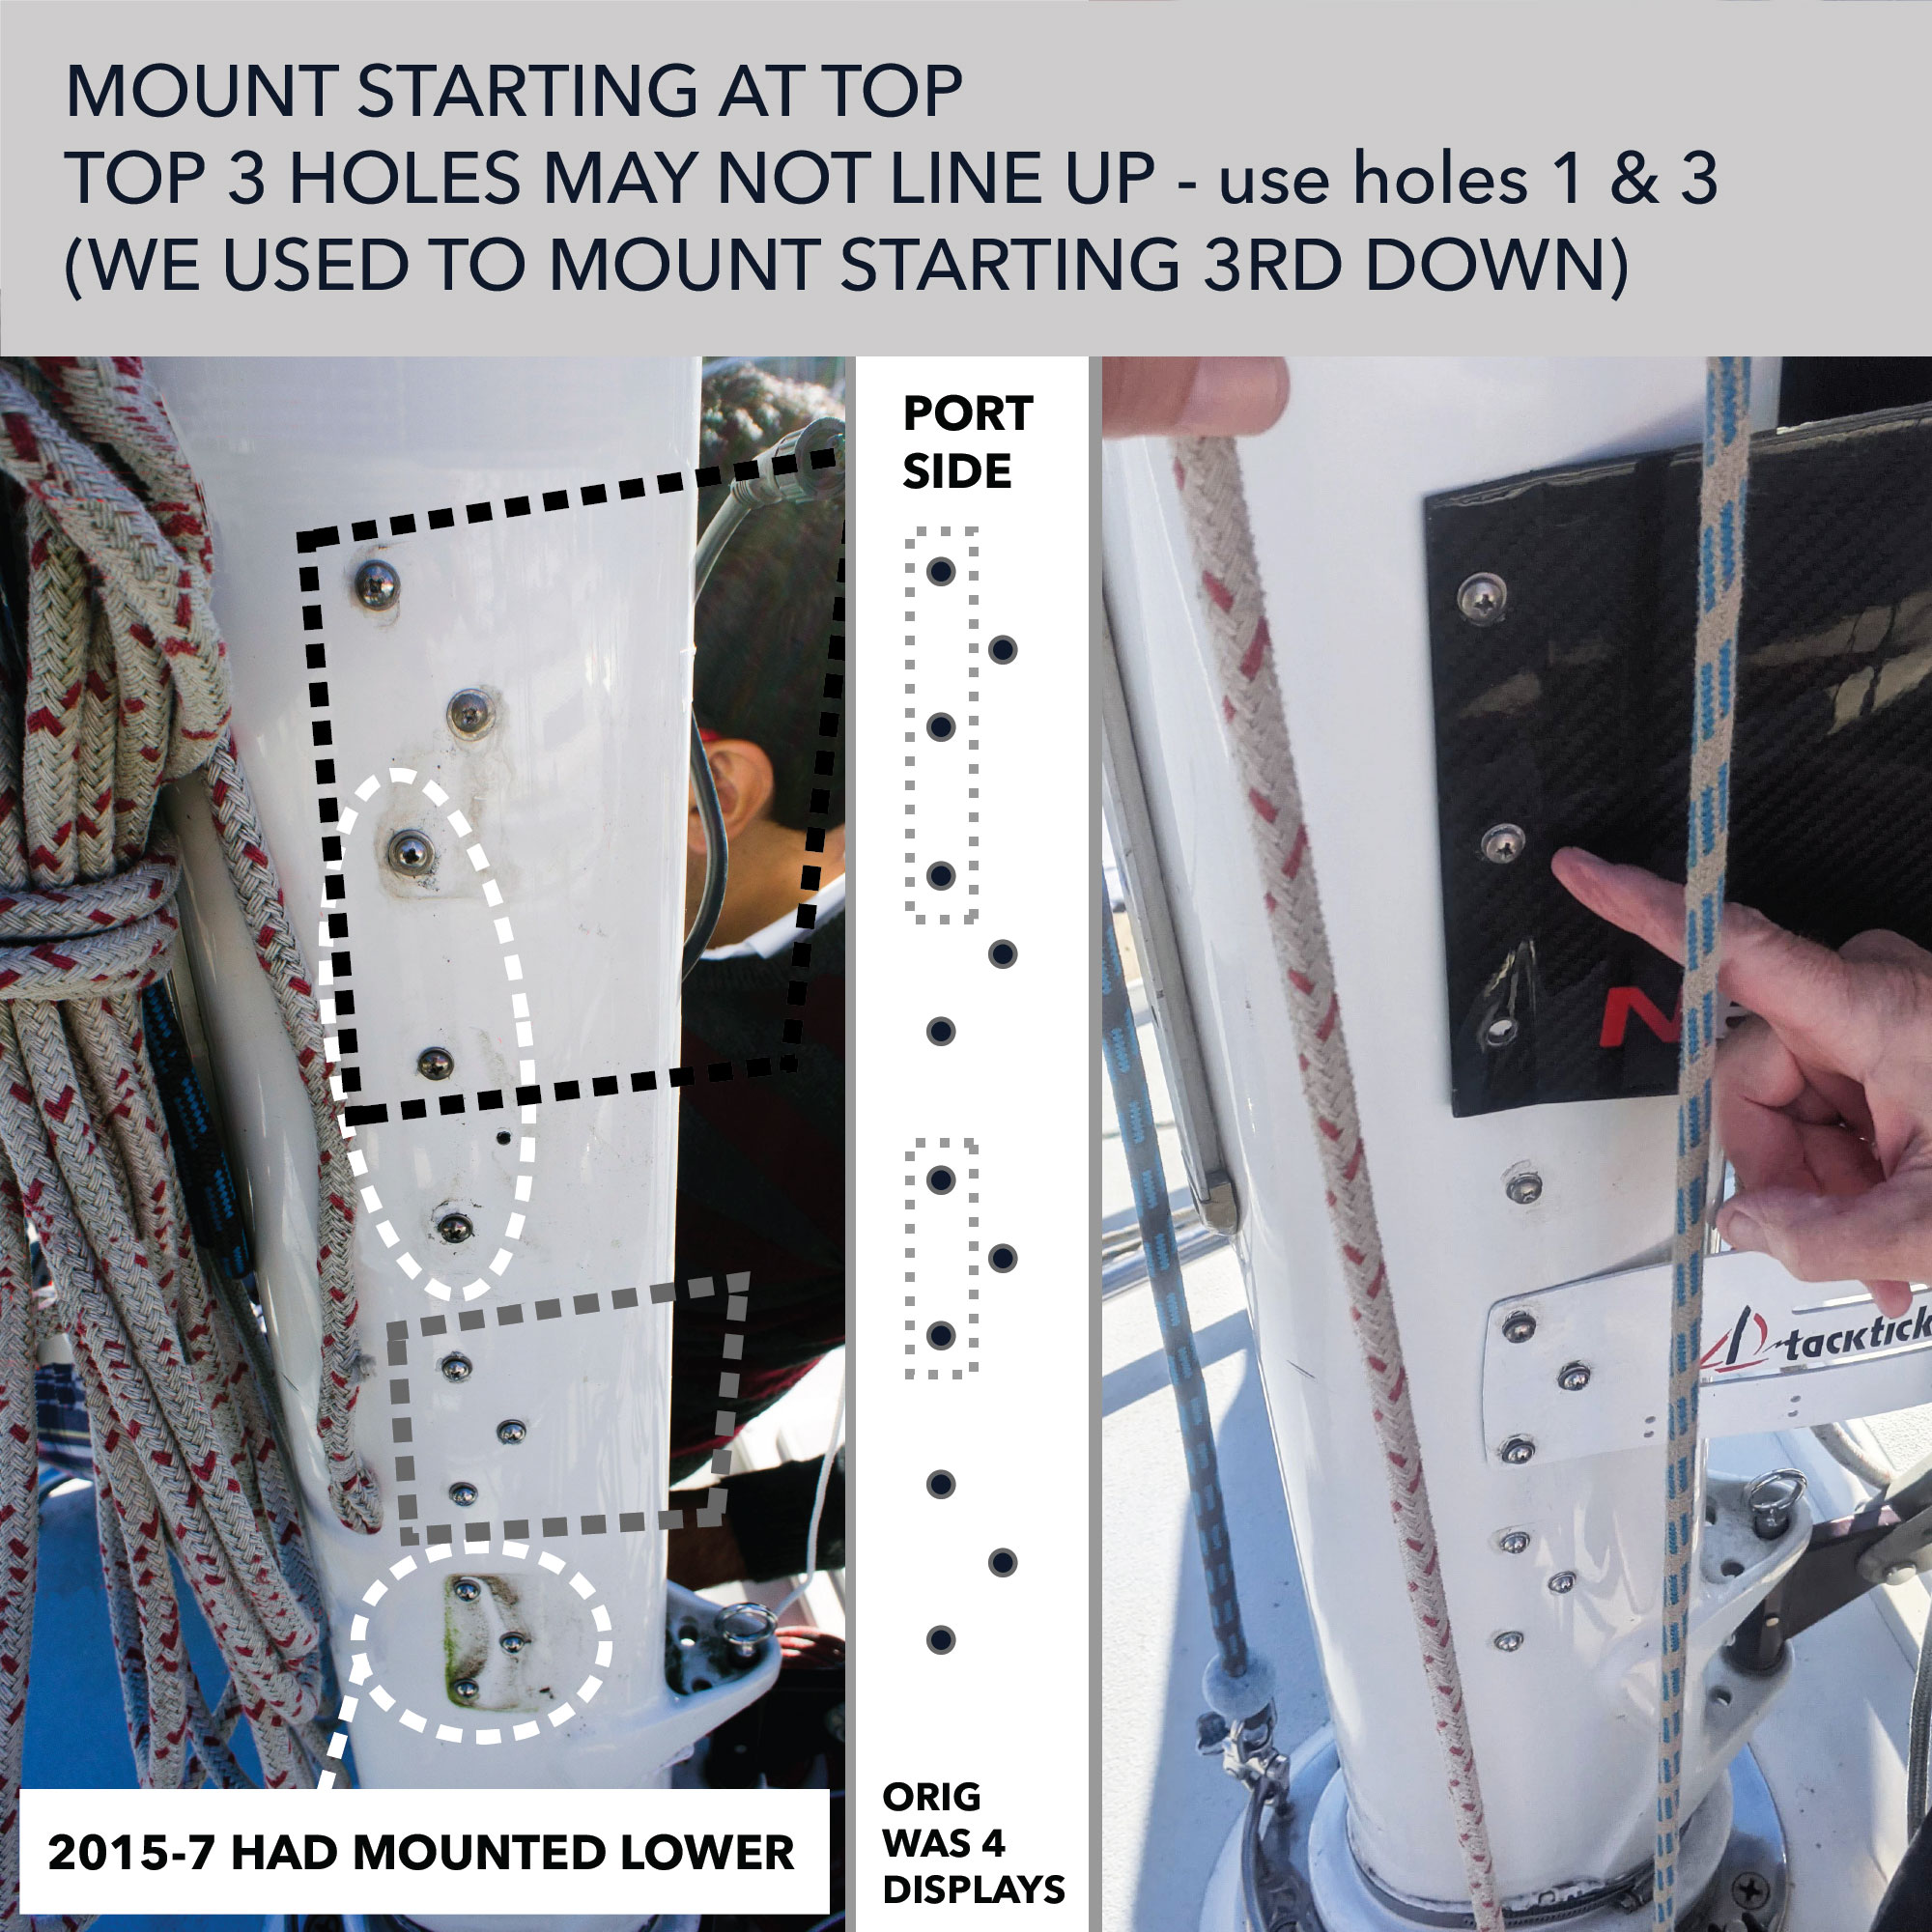 MOUNT STARTING AT TOP
TOP 3 HOLES MAY NOT LINE UP - use holes 1 & 3
(WE USED TO MOUNT STARTING 3RD DOWN)
PORT
SIDE
tacktick
2015-7 HAD MOUNTED LOWER
ORIG
WAS 4
DISPLAYS